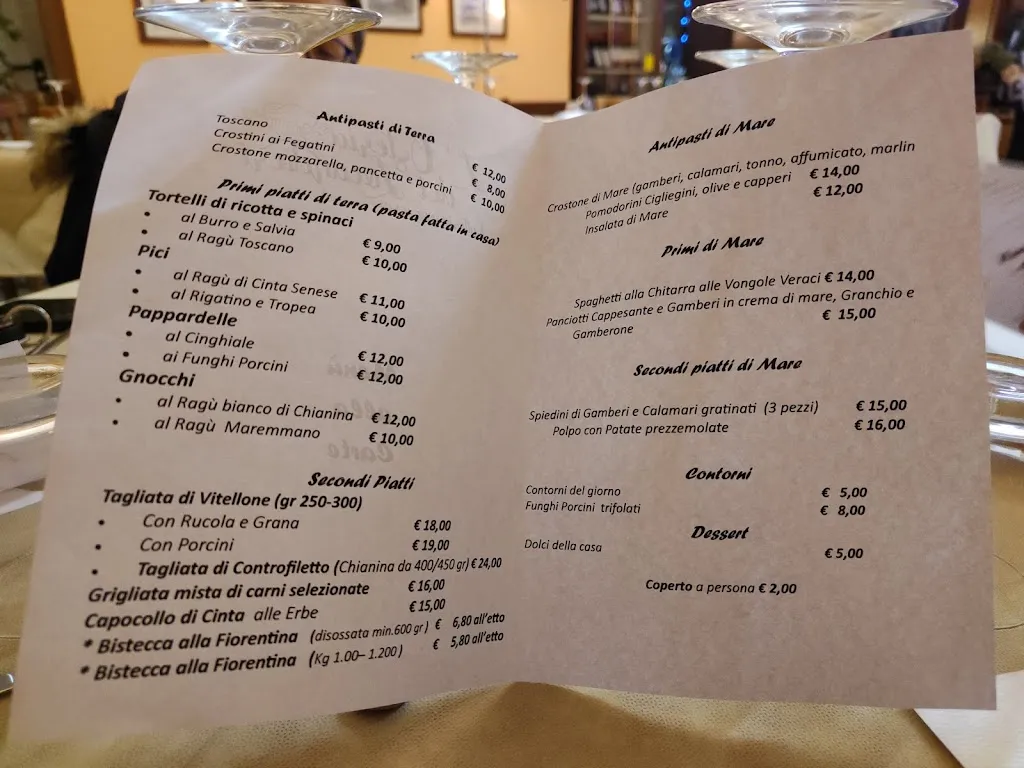 Antipasti di Terra
Toscano € 12,00
Crostini ai Fegatini € 8,00
Crostone mozzarella, pancetta e porcini € 10,00
Primi piatti di terra (pasta fatta in casa)
Tortelli di ricotta e spinaci
• al Burro e Salvia € 9,00
• al Ragù Toscano € 10,00
Pici
• al Ragù di Cinta Senese € 11,00
• al Rigatino e Tropea € 10,00
Pappardelle
• al Cinghiale € 12,00
• ai Funghi Porcini € 12,00
Gnocchi
• al Ragù bianco di Chianina € 12,00
• al Ragù Maremmano € 10,00
Secondi Piatti
Tagliata di Vitellone (gr 250-300)
• Con Rucola e Grana € 18,00
• Con Porcini € 19,00
• Tagliata di Controfiletto (Chianina da 400/450 gr) € 24,00
Grigliata mista di carni selezionate € 16,00
Capocollo di Cinta alle Erbe € 15,00
* Bistecca alla Fiorentina (disossata min.600 gr) € 6,80 all'etto
* Bistecca alla Fiorentina (Kg 1.00– 1.200) € 5,80 all'etto
Antipasti di Mare
Crostone di Mare (gamberi, calamari, tonno, affumicato, marlin
Pomodorini Cigliegini, olive e capperi € 14,00
Insalata di Mare € 12,00
Primi di Mare
Spaghetti alla Chitarra alle Vongole Veraci € 14,00
Panciotti Cappesante e Gamberi in crema di mare, Granchio e
Gamberone € 15,00
Secondi piatti di Mare
Spiedini di Gamberi e Calamari gratinati (3 pezzi) € 15,00
Polpo con Patate prezzemolate € 16,00
Contorni
Contorni del giorno € 5,00
Funghi Porcini trifolati € 8,00
Dessert
Dolci della casa € 5,00
Coperto a persona € 2,00